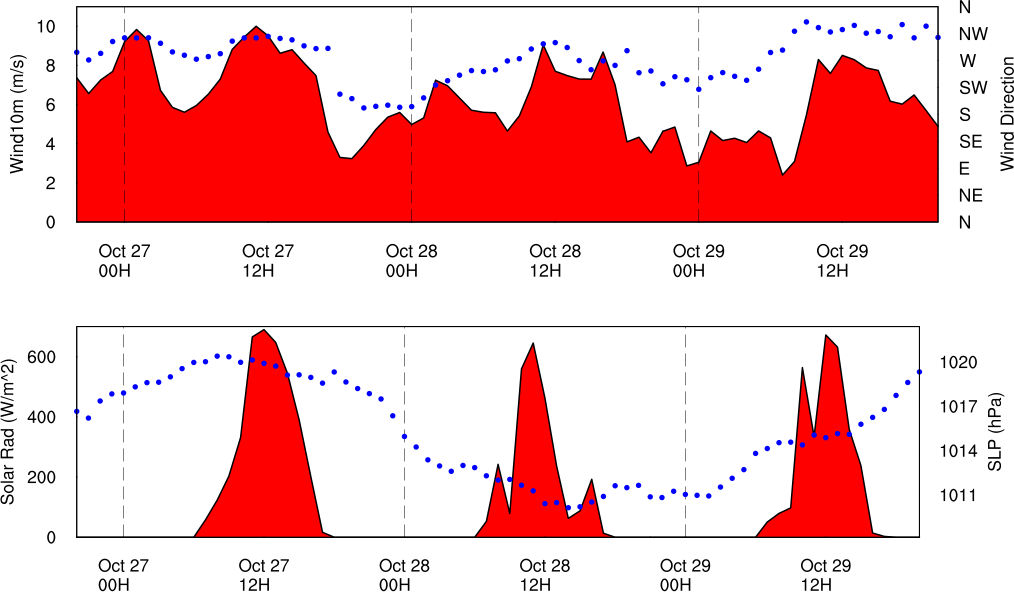 Wind10m (m/s)
10
8
6
4
2
0
N
NW
W
SW
S
SE
E
NE
N
Wind Direction
Oct 27 00H
Oct 27 12H
Oct 28 00H
Oct 28 12H
Oct 29 00H
Oct 29 12H
Solar Rad (W/m^2)
600
400
200
0
1020
1017
1014
1011
SLP (hPa)
Oct 27 00H
Oct 27 12H
Oct 28 00H
Oct 28 12H
Oct 29 00H
Oct 29 12H